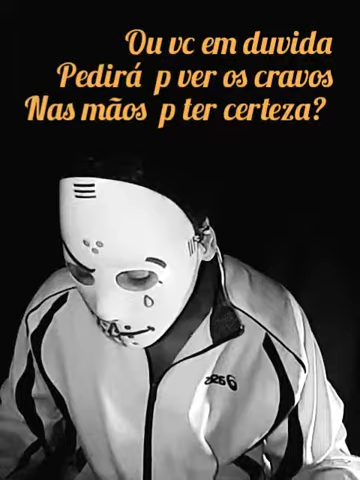 Ou vc em duvida
Pedirá p ver os cravos
Nas mãos p ter certeza?